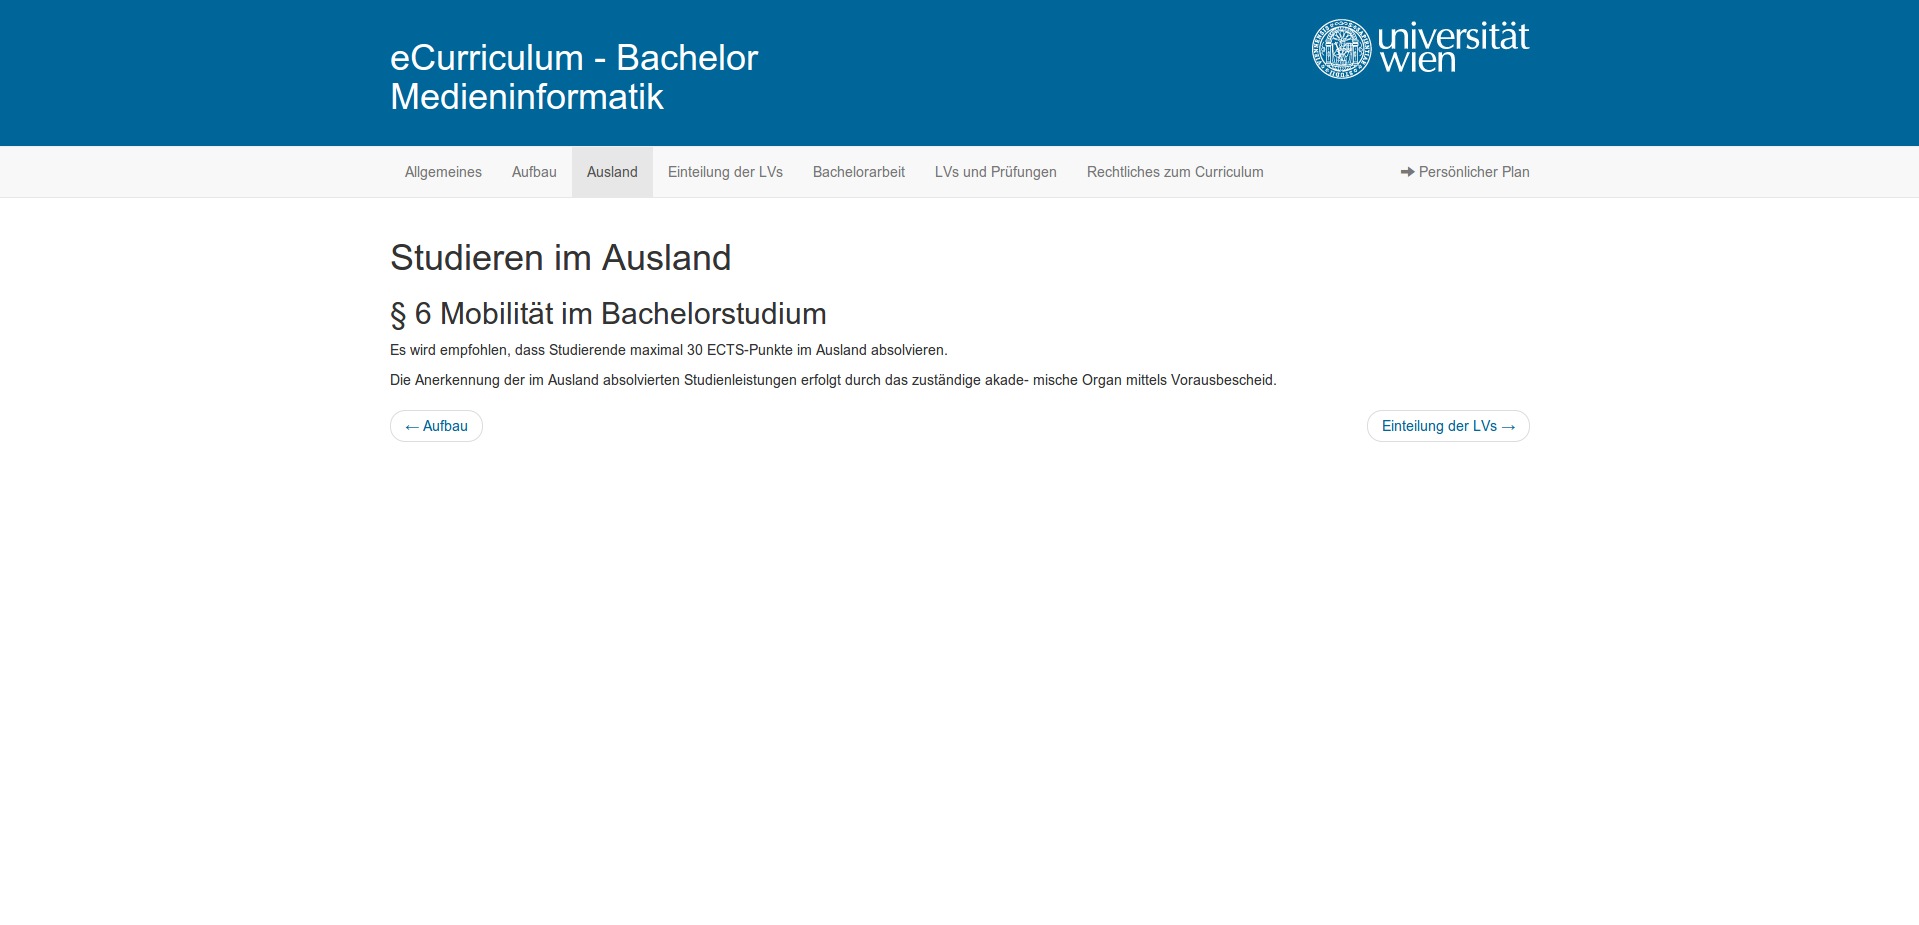 eCurriculum - Bachelor
Medieninformatik
universität
wien
Allgemeines Aufbau Ausland Einteilung der LVs Bachelorarbeit LVs und Prüfungen Rechtliches zum Curriculum Persönlicher Plan
Studieren im Ausland
§ 6 Mobilität im Bachelorstudium
Es wird empfohlen, dass Studierende maximal 30 ECTS-Punkte im Ausland absolvieren.
Die Anerkennung der im Ausland absolvierten Studienleistungen erfolgt durch das zuständige akade- mische Organ mittels Vorausbescheid.
← Aufbau Einteilung der LVs →